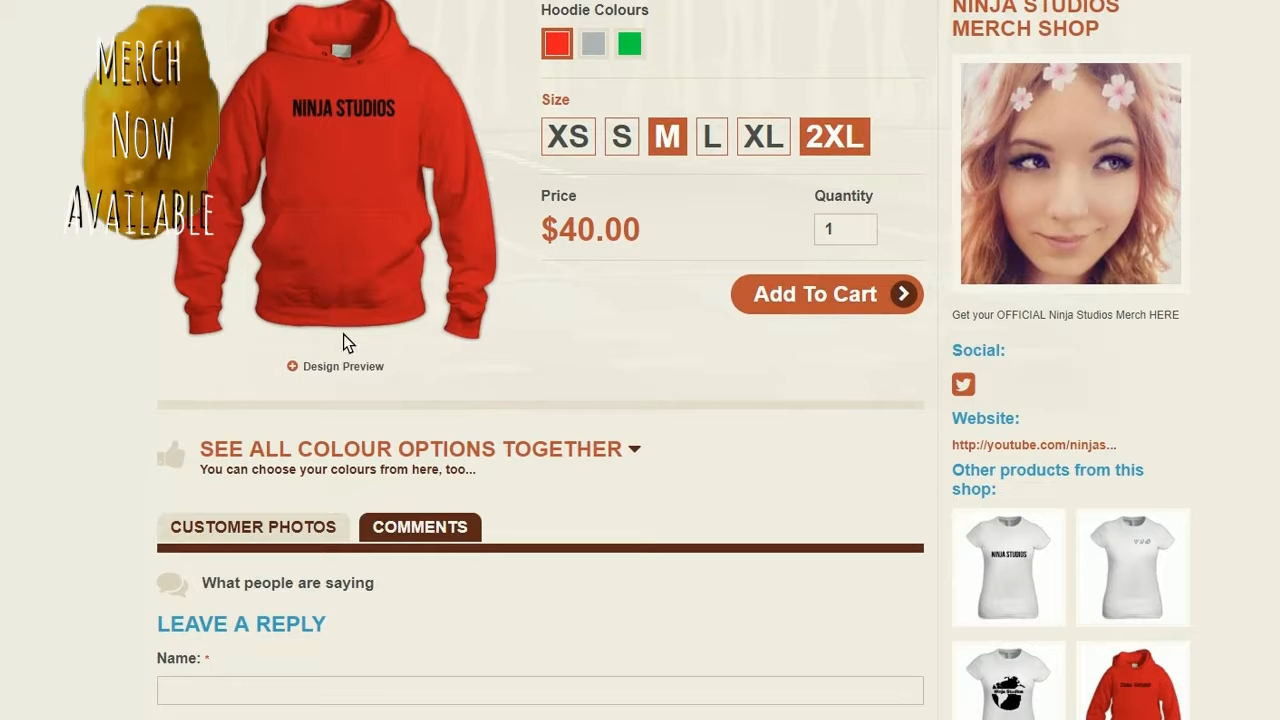 Merch
Now
Available
NINJA STUDIOS
Design Preview
Hoodie Colours
Size
XS S M L XL 2XL
Price Quantity
$40.00 1
Add To Cart
SEE ALL COLOUR OPTIONS TOGETHER
You can choose your colours from here, too...
CUSTOMER PHOTOS COMMENTS
What people are saying
LEAVE A REPLY
Name: *
NINJA STUDIOS
MERCH SHOP
Get your OFFICIAL Ninja Studios Merch HERE
Social:
Website:
http://youtube.com/ninjas...
Other products from this
shop:
NINJA STUDIOS
Ninja Studios